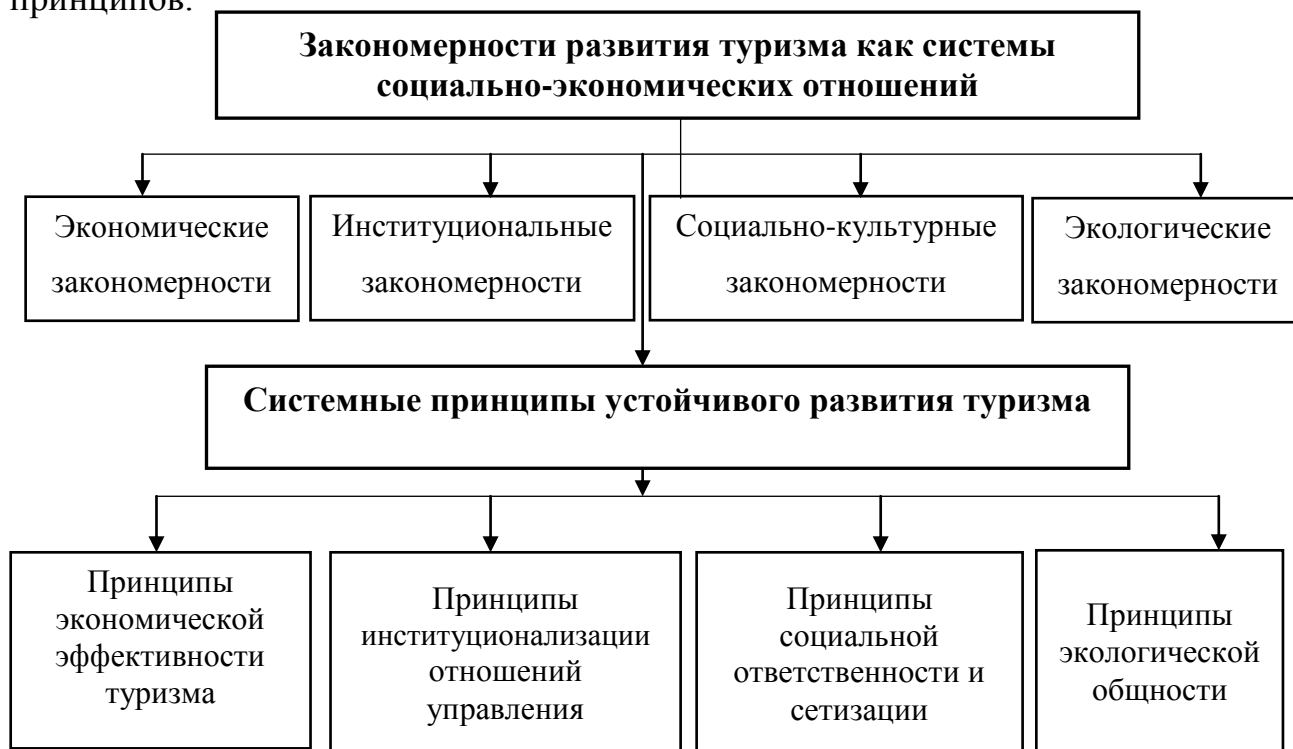 принципов.
Закономерности развития туризма как системы
социально-экономических отношений
Экономические
закономерности
Институциональные
закономерности
Социально-культурные
закономерности
Экологические
закономерности
Системные принципы устойчивого развития туризма
Принципы
экономической
эффективности
туризма
Принципы
институционализации
отношений
управления
Принципы
социальной
ответственности и
сетизации
Принципы
экологической
общности